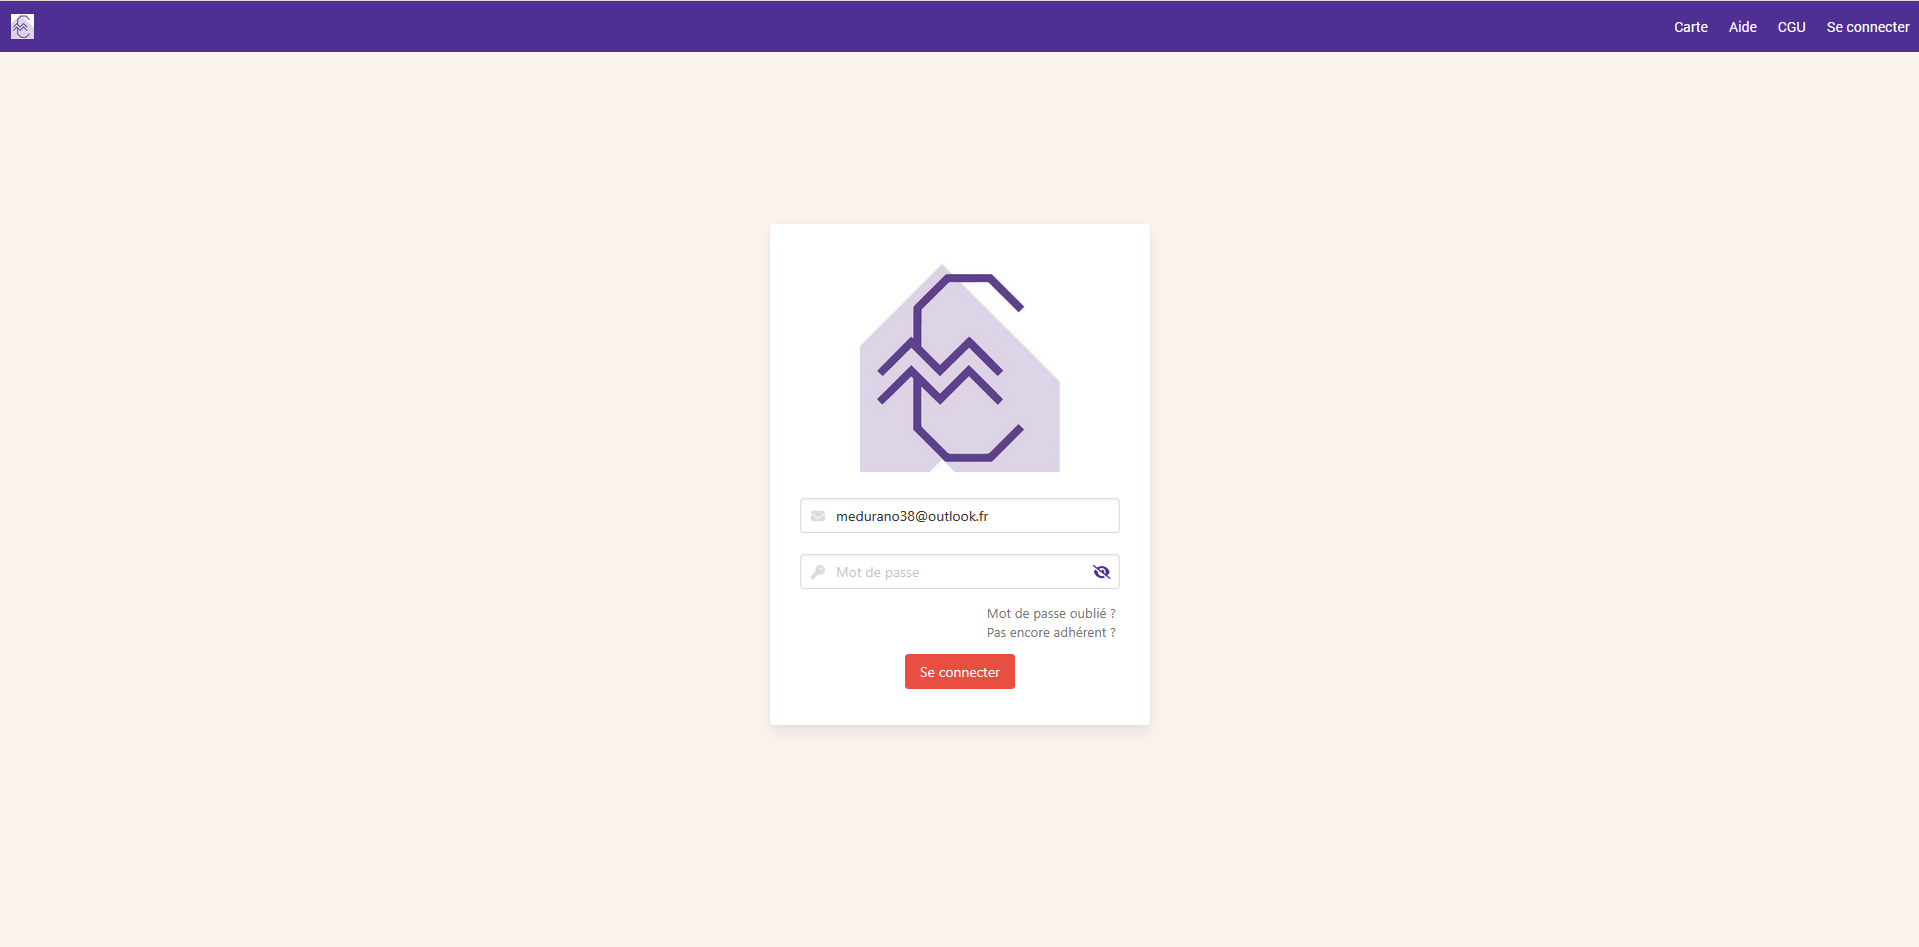 Carte Aide CGU Se connecter
medurano38@outlook.fr
Mot de passe
Mot de passe oublié ?
Pas encore adhérent ?
Se connecter